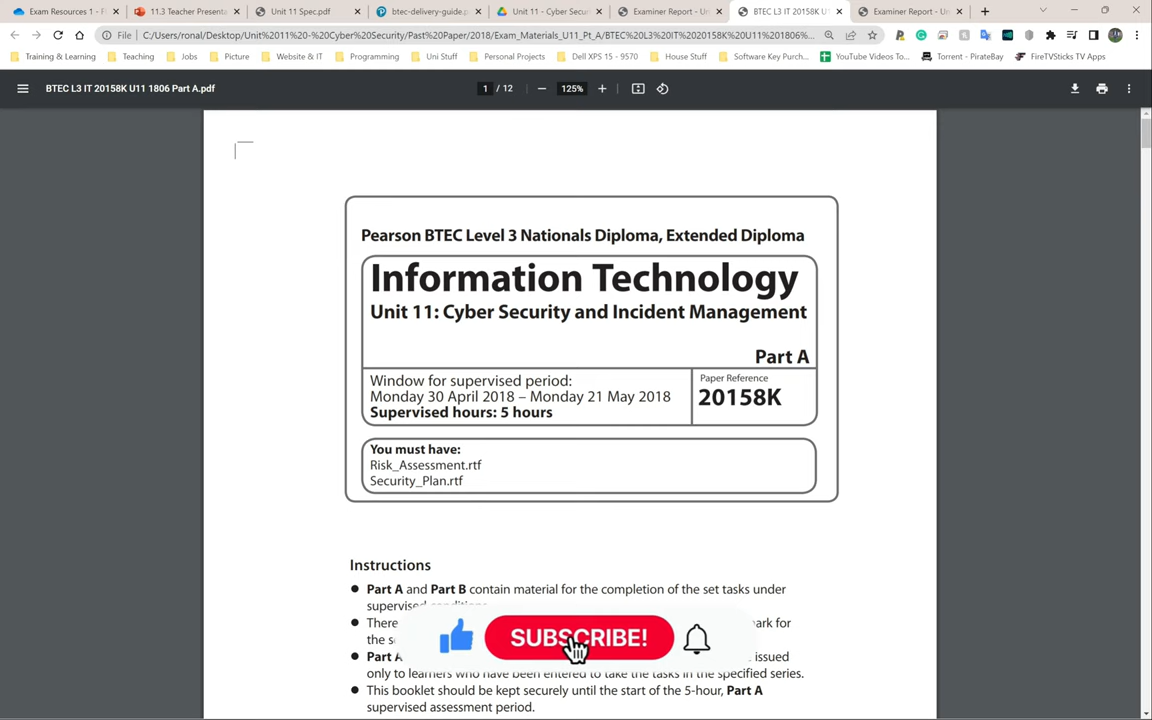 Exam Resources 1 - F
11.3 Teacher Presenta
Unit 11 Spec.pdf
btec-delivery-guide.p
Unit 11 - Cyber Secur
Examiner Report - Un
BTEC L3 IT 20158K U1
Examiner Report - Un
File
C:/Users/ronal/Desktop/Unit%2011%20-%20Cyber%20Security/Past%20Paper/2018/Exam_Materials_U11_Pt_A/BTEC%20L3%20IT%2020158K%20U11%201806%...
Training & Learning
Teaching
Jobs
Picture
Website & IT
Programming
Uni Stuff
Personal Projects
Dell XPS 15 - 9570
House Stuff
Software Key Purch...
YouTube Videos To...
Torrent - PirateBay
FireTVSticks TV Apps
BTEC L3 IT 20158K U11 1806 Part A.pdf
1 / 12
125%
Pearson BTEC Level 3 Nationals Diploma, Extended Diploma
Information Technology
Unit 11: Cyber Security and Incident Management
Part A
Window for supervised period:
Monday 30 April 2018 – Monday 21 May 2018
Supervised hours: 5 hours
Paper Reference
20158K
You must have:
Risk_Assessment.rtf
Security_Plan.rtf
Instructions
● Part A and Part B contain material for the completion of the set tasks under
supervised conditions.
● There ark for
the s
● Part A issued
only to learners who have been entered to take the tasks in the specified series.
● This booklet should be kept securely until the start of the 5-hour, Part A
supervised assessment period.
SUBSCRIBE!